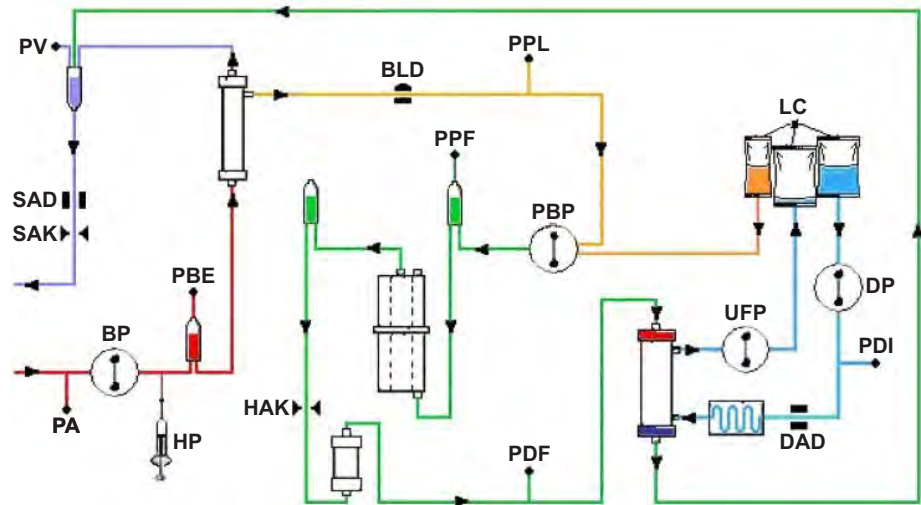 PV
BLD
PPL
LC
PPF
SAD
SAK
PBP
PBE
DP
BP
UFP
PDI
PA
HAK
HP
PDF
DAD